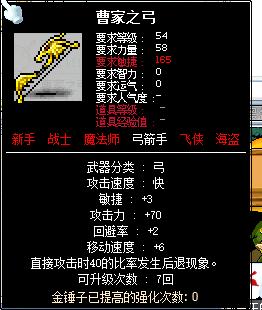 曹家之弓
要求等级: 54
要求力量: 58
要求敏捷: 165
要求智力: 0
要求运气: 0
要求人气度: -
道具等级: -
道具经验值: -
新手 战士 魔法师 弓箭手 飞侠 海盗
武器分类: 弓
攻击速度: 快
敏捷: +3
攻击力: +70
回避率: +2
移动速度: +6
直接攻击时40的比率发生后退现象。
可升级次数: 7回
金锤子已提高的强化次数: 0